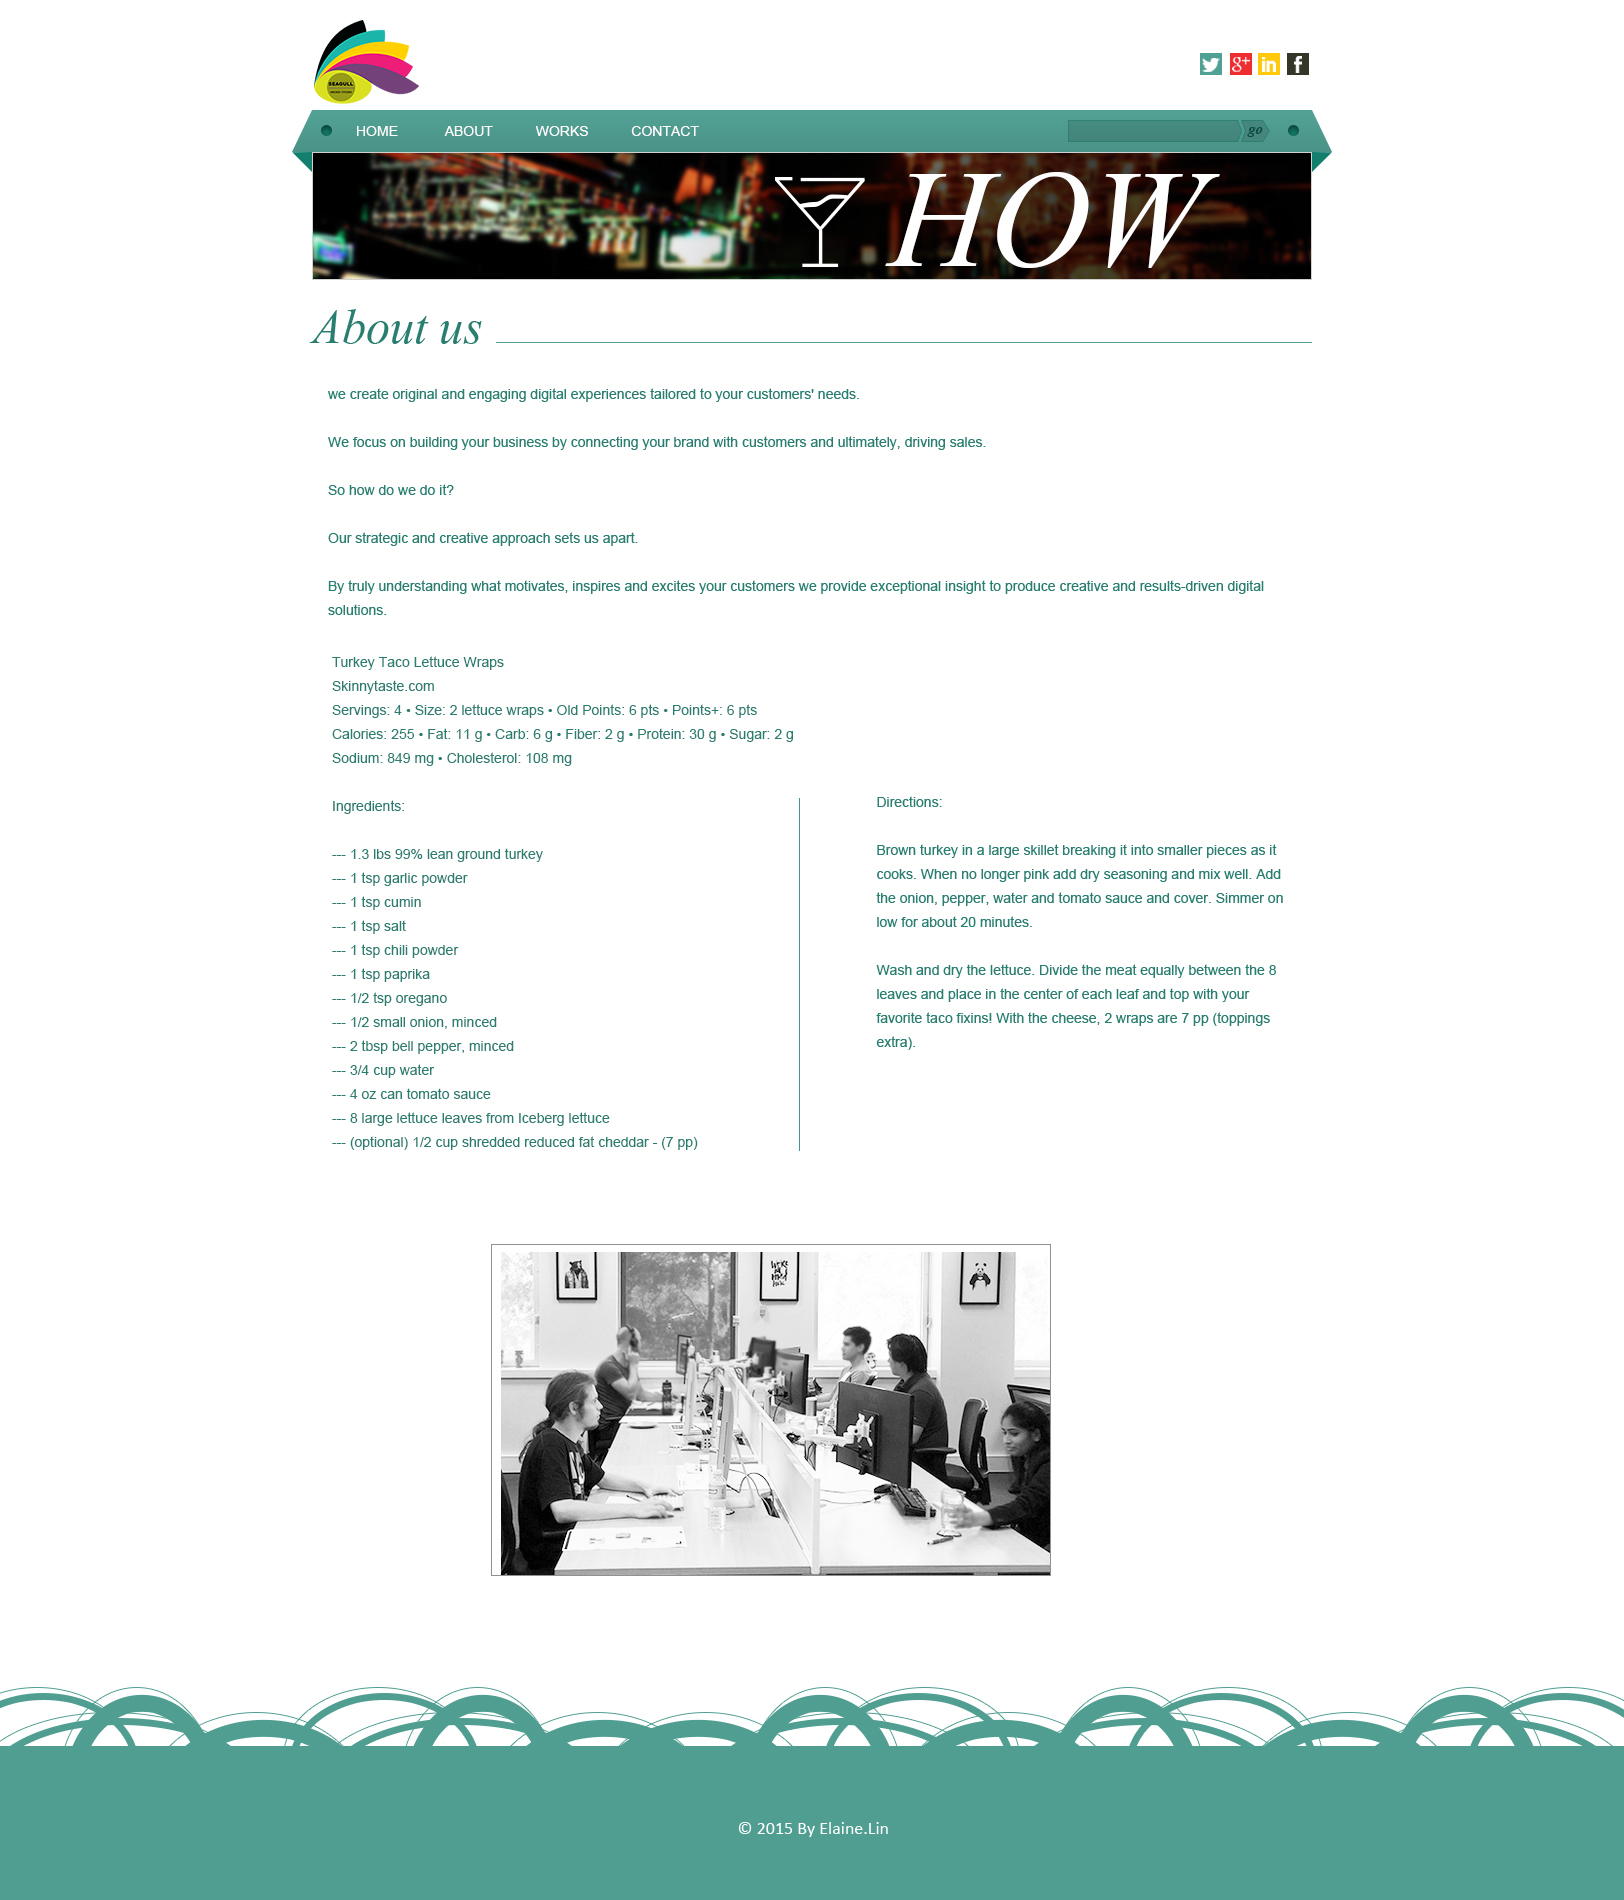 SEAGULL
HOME ABOUT WORKS CONTACT
go
HOW
About us
we create original and engaging digital experiences tailored to your customers' needs.
We focus on building your business by connecting your brand with customers and ultimately, driving sales.
So how do we do it?
Our strategic and creative approach sets us apart.
By truly understanding what motivates, inspires and excites your customers we provide exceptional insight to produce creative and results-driven digital
solutions.
Turkey Taco Lettuce Wraps
Skinnytaste.com
Servings: 4 • Size: 2 lettuce wraps • Old Points: 6 pts • Points+: 6 pts
Calories: 255 • Fat: 11 g • Carb: 6 g • Fiber: 2 g • Protein: 30 g • Sugar: 2 g
Sodium: 849 mg • Cholesterol: 108 mg
Ingredients:
--- 1.3 lbs 99% lean ground turkey
--- 1 tsp garlic powder
--- 1 tsp cumin
--- 1 tsp salt
--- 1 tsp chili powder
--- 1 tsp paprika
--- 1/2 tsp oregano
--- 1/2 small onion, minced
--- 2 tbsp bell pepper, minced
--- 3/4 cup water
--- 4 oz can tomato sauce
--- 8 large lettuce leaves from Iceberg lettuce
--- (optional) 1/2 cup shredded reduced fat cheddar - (7 pp)
Directions:
Brown turkey in a large skillet breaking it into smaller pieces as it
cooks. When no longer pink add dry seasoning and mix well. Add
the onion, pepper, water and tomato sauce and cover. Simmer on
low for about 20 minutes.
Wash and dry the lettuce. Divide the meat equally between the 8
leaves and place in the center of each leaf and top with your
favorite taco fixins! With the cheese, 2 wraps are 7 pp (toppings
extra).
© 2015 By Elaine.Lin